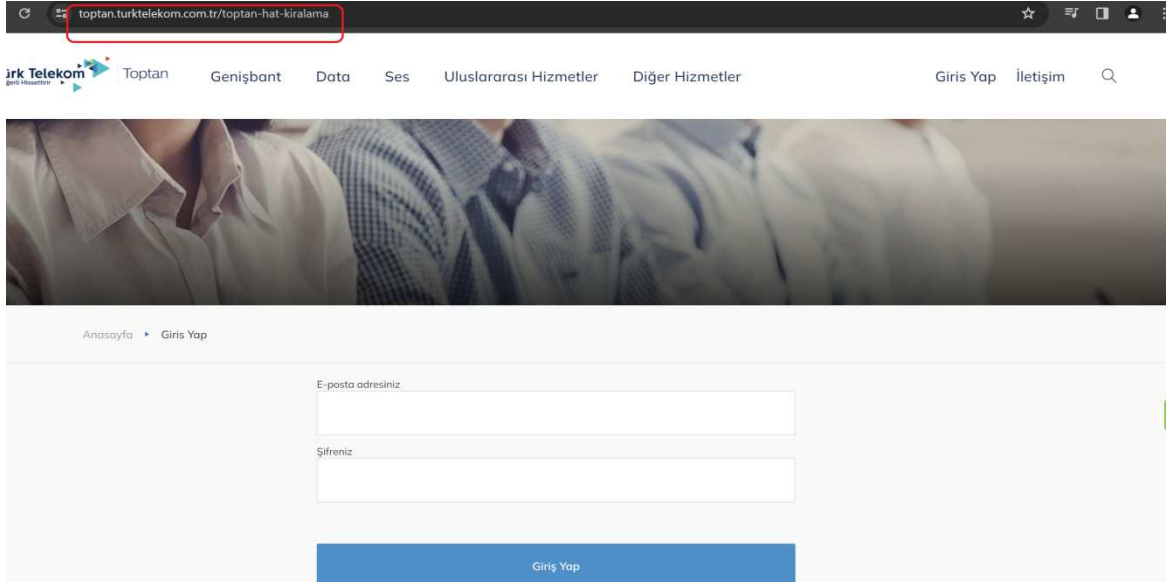 toptan.turktelekom.com.tr/toptan-hat-kiralama
Telekom
Toptan
Genişbant
Data
Ses
Uluslararası Hizmetler
Diğer Hizmetler
Giris Yap
İletişim
Anasayfa
Giris Yap
E-posta adresiniz
Şifreniz
Giriş Yap